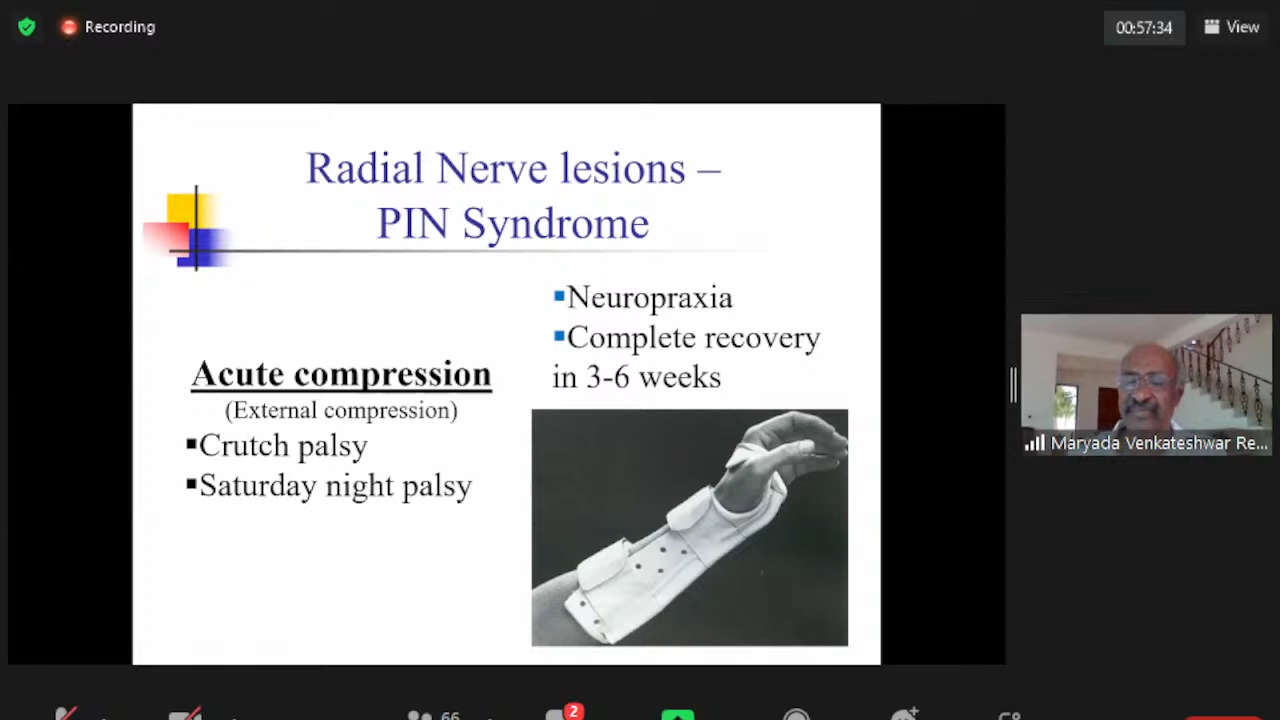 Recording
00:57:34
View
Radial Nerve lesions –
PIN Syndrome
Neuropraxia
Complete recovery
in 3-6 weeks
Acute compression
(External compression)
Crutch palsy
Saturday night palsy
Maryada Venkateshwar Re...
66
2